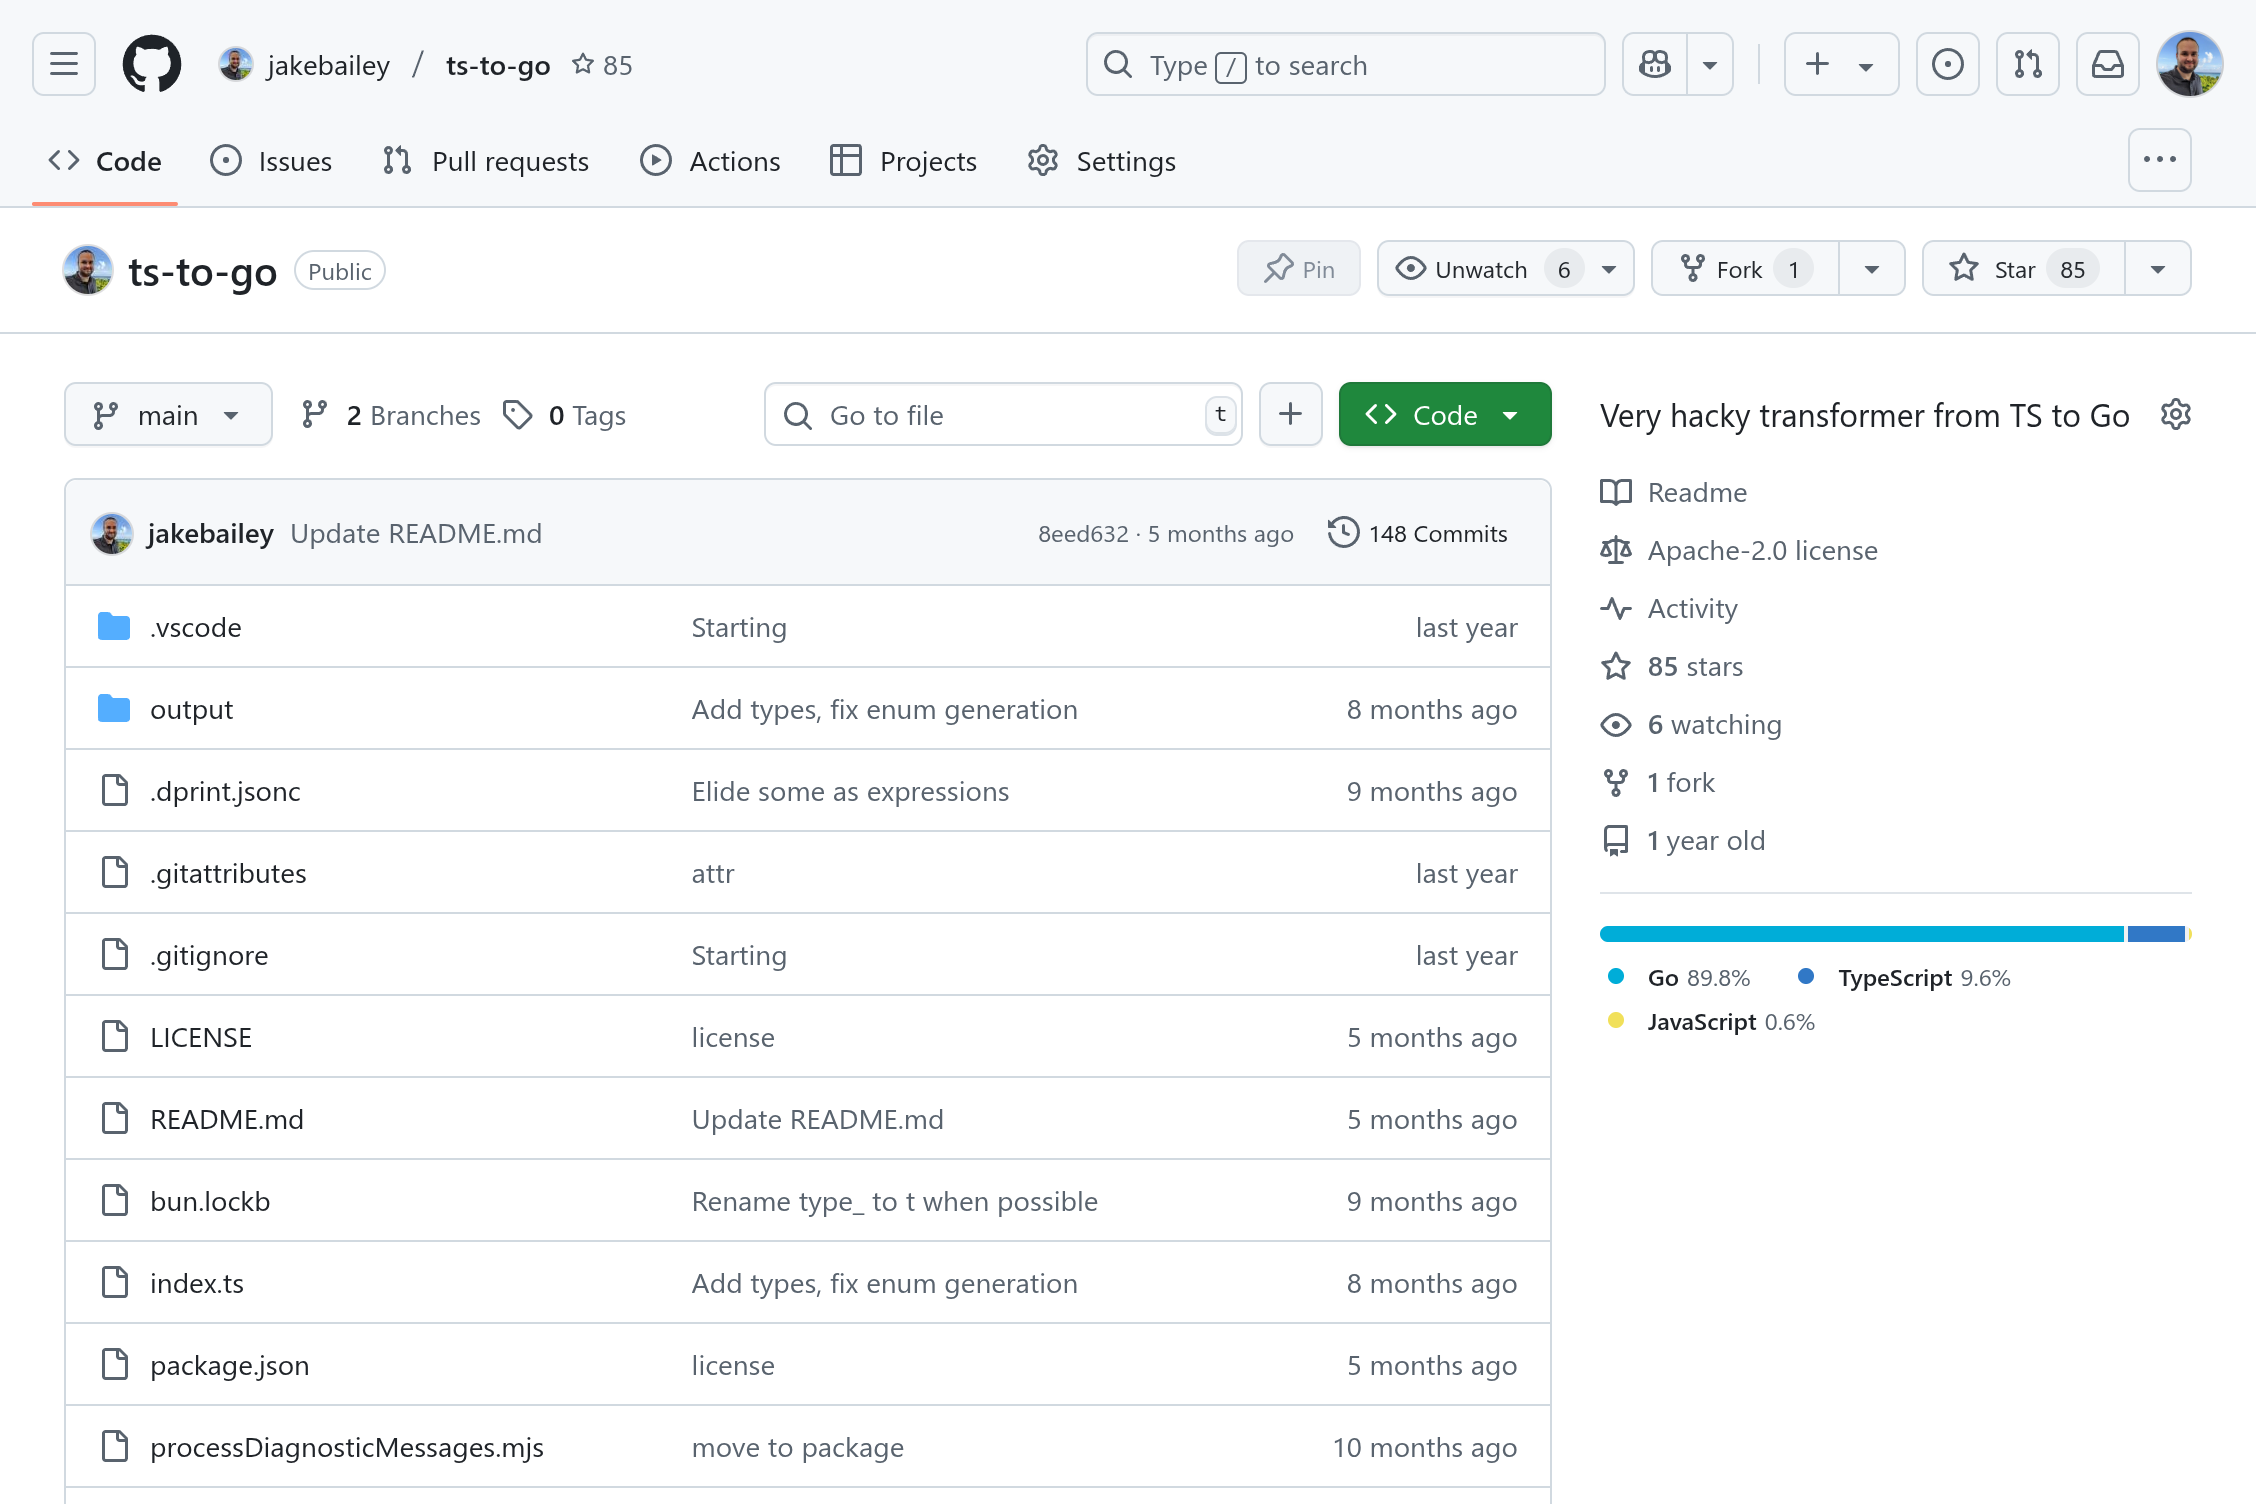 jakebailey / ts-to-go 85
Type / to search
Code Issues Pull requests Actions Projects Settings
ts-to-go Public
Pin Unwatch 6 Fork 1 Star 85
main 2 Branches 0 Tags Go to file t Code
jakebailey Update README.md 8eed632 · 5 months ago 148 Commits
.vscode Starting last year
output Add types, fix enum generation 8 months ago
.dprint.jsonc Elide some as expressions 9 months ago
.gitattributes attr last year
.gitignore Starting last year
LICENSE license 5 months ago
README.md Update README.md 5 months ago
bun.lockb Rename type_ to t when possible 9 months ago
index.ts Add types, fix enum generation 8 months ago
package.json license 5 months ago
processDiagnosticMessages.mjs move to package 10 months ago
Very hacky transformer from TS to Go
Readme
Apache-2.0 license
Activity
85 stars
6 watching
1 fork
1 year old
Go 89.8% TypeScript 9.6%
JavaScript 0.6%